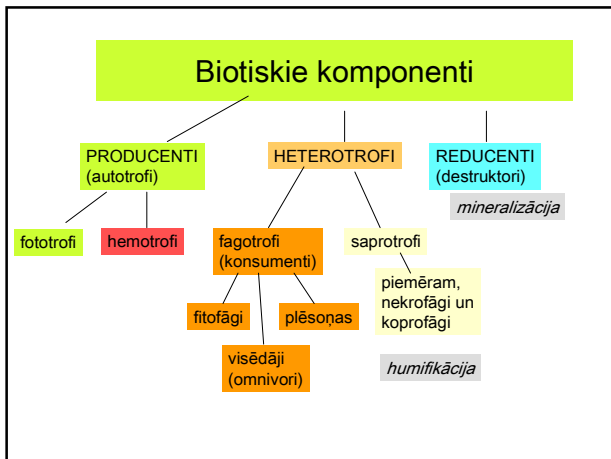 Biotiskie komponenti
PRODUCENTI
(autotrofi)
HETEROTROFI
REDUCENTI
(destruktori)
mineralizācija
fototrofi
hemotrofi
fagotrofi
(konsumenti)
saprotrofi
piemēram,
nekrofāgi un
koprofāgi
fitofāgi
plēsoņas
visēdāji
(omnivori)
humifikācija